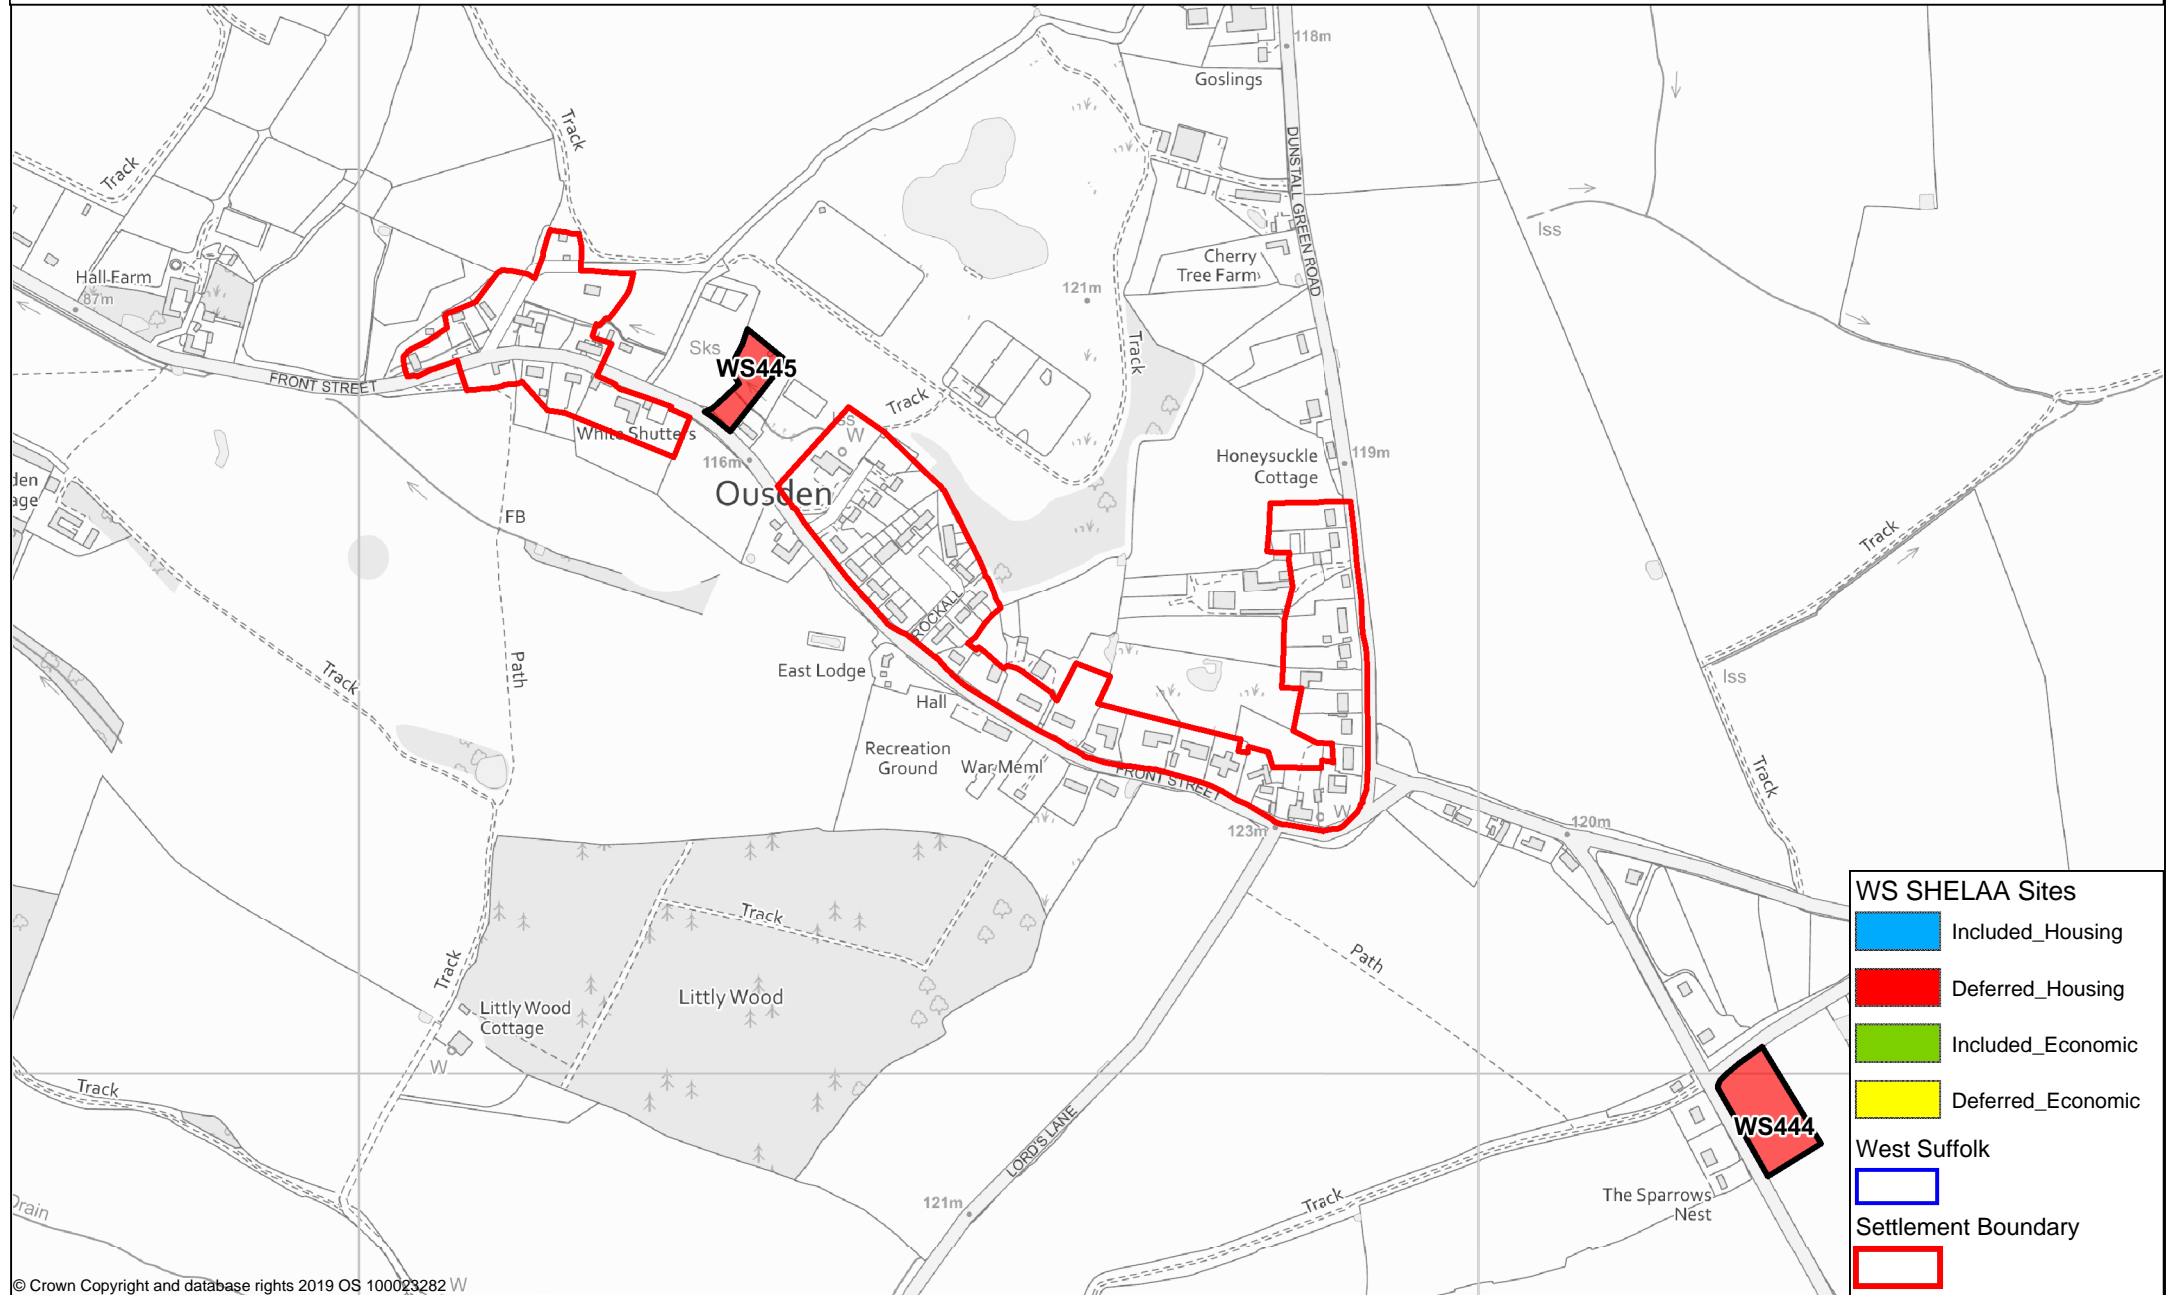 118m
Goslings
Track
Track
DUNSTALL GREEN ROAD
Iss
Cherry
Tree Farm
Hall Farm
87m
121m
Track
Sks
WS445
FRONT STREET
Track
Iss
W
White Shutters
116m
Ousden
Honeysuckle
Cottage
119m
FB
Track
ROCKALL
Path
Track
East Lodge
Iss
Hall
Recreation
Ground
War Meml
FRONT STREET
W
123m
120m
Track
Track
Path
Track
Littly Wood
Littly Wood
Cottage
W
Track
LORD'S LANE
WS444
121m
Track
The Sparrows
Nest
Drain
W
WS SHELAA Sites
Included_Housing
Deferred_Housing
Included_Economic
Deferred_Economic
West Suffolk
Settlement Boundary
© Crown Copyright and database rights 2019 OS 100023282